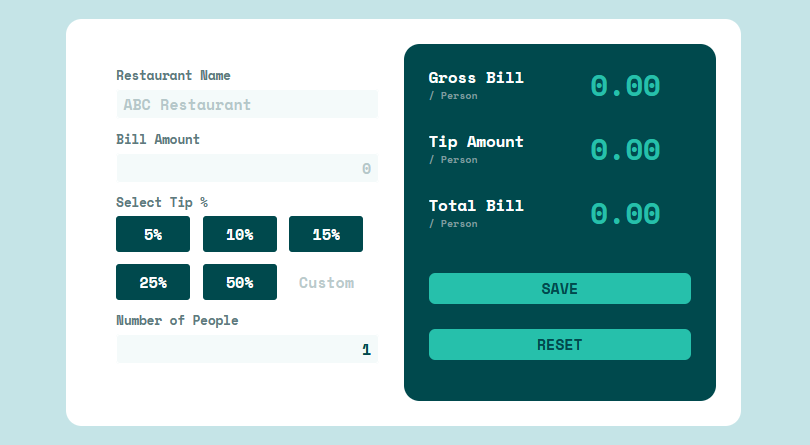 Restaurant Name
ABC Restaurant
Bill Amount
0
Select Tip %
5% 10% 15%
25% 50% Custom
Number of People
1
Gross Bill
/ Person
0.00
Tip Amount
/ Person
0.00
Total Bill
/ Person
0.00
SAVE
RESET